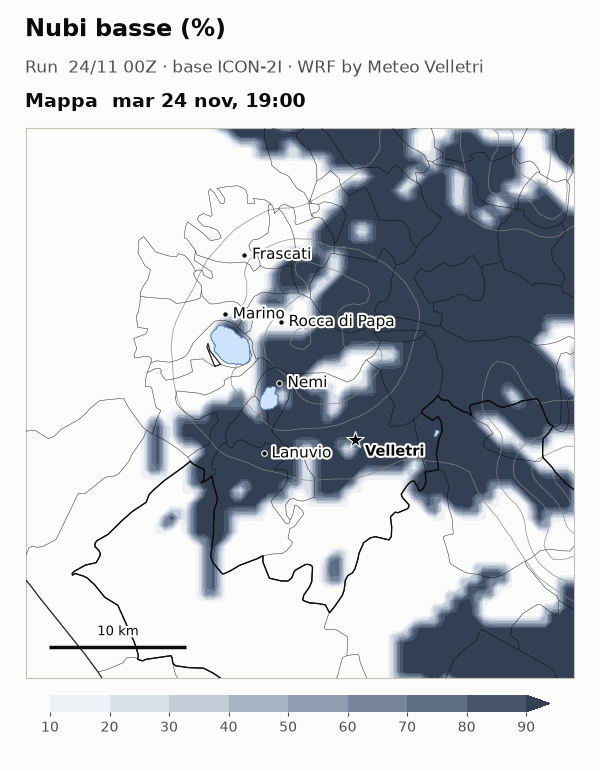 Nubi basse (%)
Run 24/11 00Z · base ICON-2I · WRF by Meteo Velletri
Mappa mar 24 nov, 19:00
Frascati
Marino
Rocca di Papa
Nemi
Lanuvio
Velletri
10 km
10 20 30 40 50 60 70 80 90